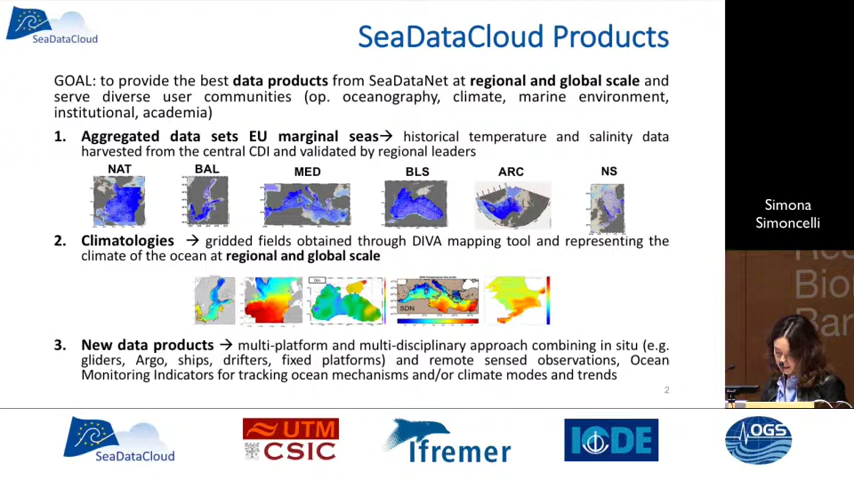 SeaDataCloud
SeaDataCloud Products
GOAL: to provide the best data products from SeaDataNet at regional and global scale and
serve diverse user communities (op. oceanography, climate, marine environment,
institutional, academia)
1. Aggregated data sets EU marginal seas→ historical temperature and salinity data
harvested from the central CDI and validated by regional leaders
NAT BAL MED BLS ARC NS
2. Climatologies → gridded fields obtained through DIVA mapping tool and representing the
climate of the ocean at regional and global scale
SDN
3. New data products → multi-platform and multi-disciplinary approach combining in situ (e.g.
gliders, Argo, ships, drifters, fixed platforms) and remote sensed observations, Ocean
Monitoring Indicators for tracking ocean mechanisms and/or climate modes and trends
2
Simona
Simoncelli
Bio
Bar
SeaDataCloud
UTM
CSIC
Ifremer
IODE
OGS